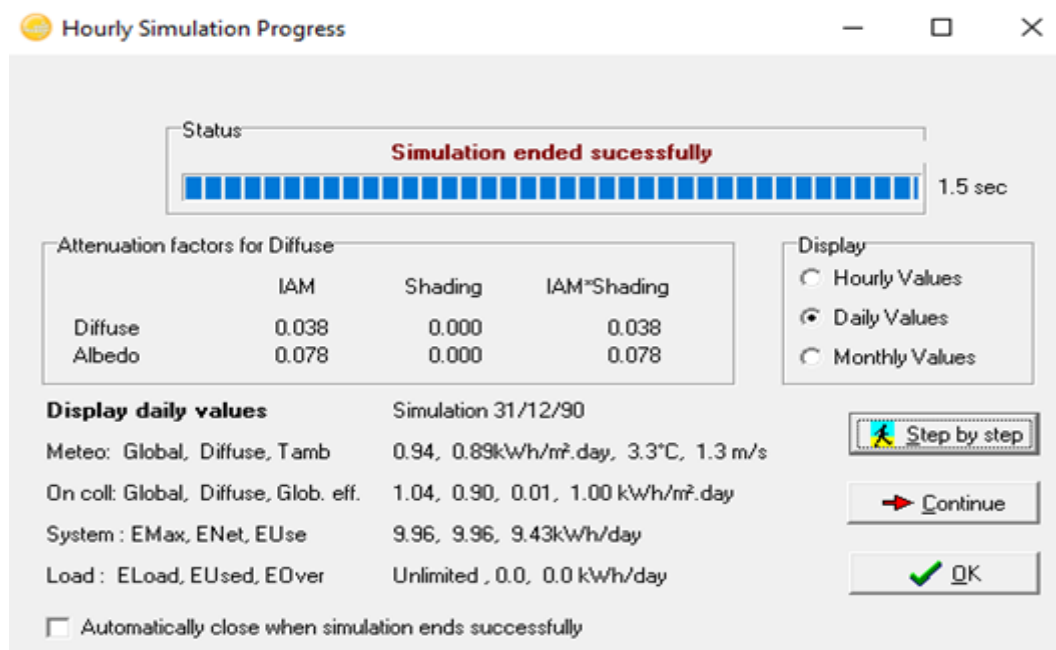 Hourly Simulation Progress
Status
Simulation ended sucessfully
1.5 sec
Attenuation factors for Diffuse
IAM Shading IAM*Shading
Diffuse 0.038 0.000 0.038
Albedo 0.078 0.000 0.078
Display
Hourly Values
Daily Values
Monthly Values
Display daily values Simulation 31/12/90
Meteo: Global, Diffuse, Tamb 0.94, 0.89kWh/m².day, 3.3°C, 1.3 m/s
On coll: Global, Diffuse, Glob. eff. 1.04, 0.90, 0.01, 1.00 kWh/m².day
System : EMax, ENet, EUse 9.96, 9.96, 9.43kWh/day
Load : ELoad, EUsed, EOver Unlimited , 0.0, 0.0 kWh/day
Step by step
Continue
OK
Automatically close when simulation ends successfully